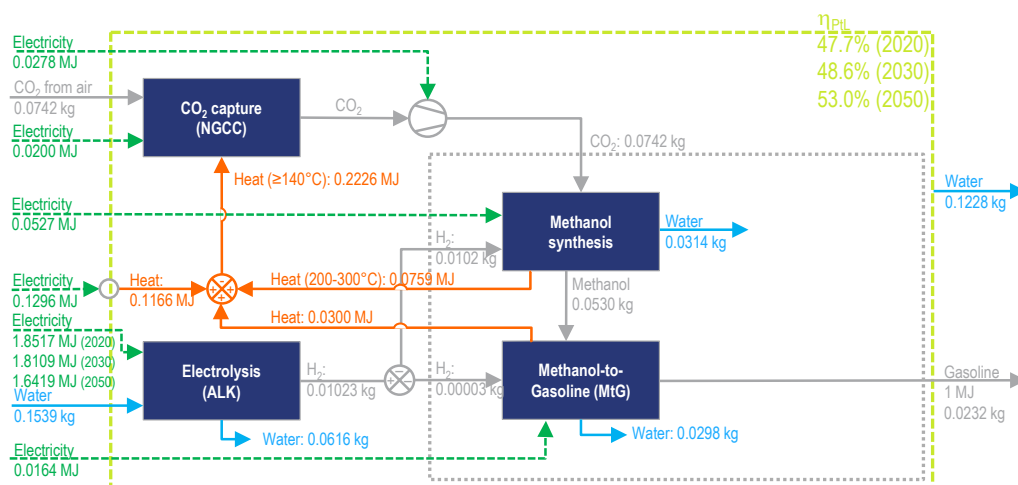 Electricity
0.0278 MJ
η PtL
47.7% (2020)
48.6% (2030)
53.0% (2050)
CO2 from air
0.0742 kg
CO2 capture
(NGCC)
CO2
Electricity
0.0200 MJ
CO2: 0.0742 kg
Heat (≥140°C): 0.2226 MJ
Water
0.1228 kg
Electricity
0.0527 MJ
Methanol
synthesis
Water
0.0314 kg
H2:
0.0102 kg
Electricity
0.1296 MJ
Heat:
0.1166 MJ
Heat (200-300°C): 0.0759 MJ
Methanol
0.0530 kg
Heat: 0.0300 MJ
Electricity
1.8517 MJ (2020)
1.8109 MJ (2030)
1.6419 MJ (2050)
Electrolysis
(ALK)
H2:
0.01023 kg
H2:
0.00003 kg
Methanol-to-
Gasoline (MtG)
Gasoline
1 MJ
0.0232 kg
Water
0.1539 kg
Water: 0.0616 kg
Water: 0.0298 kg
Electricity
0.0164 MJ
- + + +